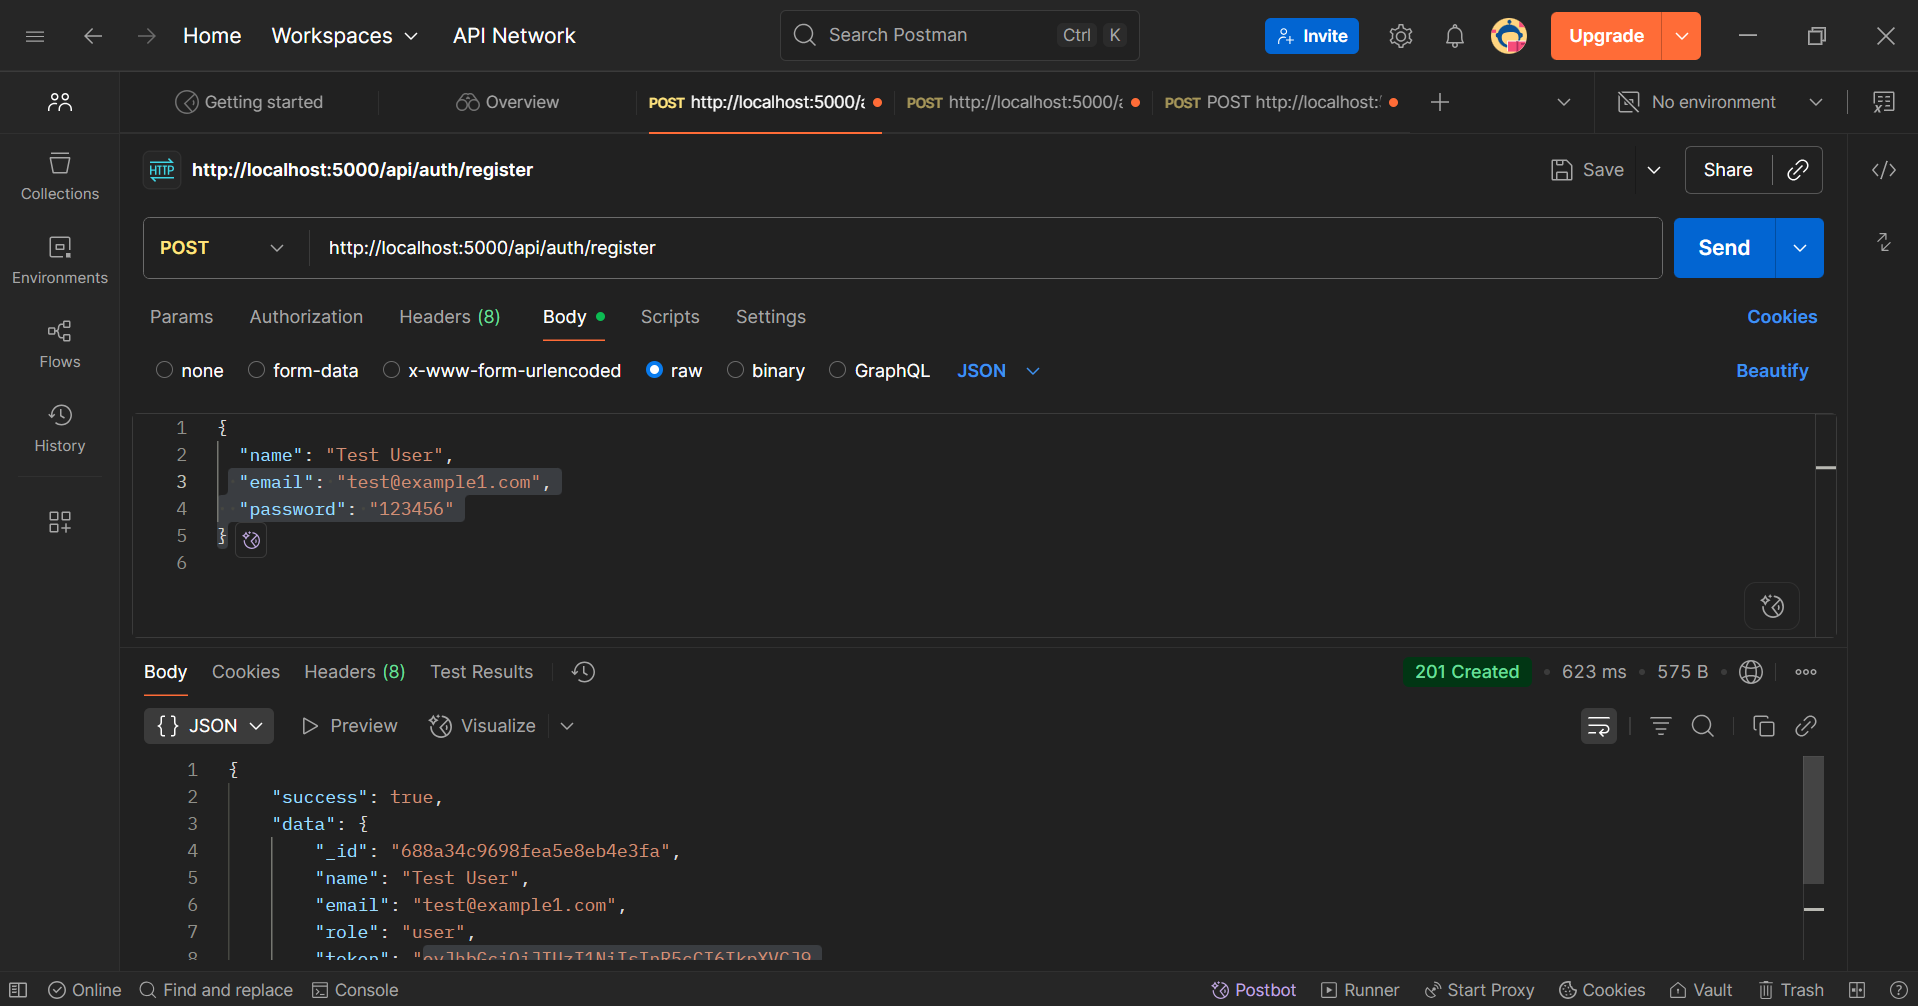 Home Workspaces API Network Search Postman Ctrl K Invite Upgrade
Getting started Overview POST http://localhost:5000/a POST http://localhost:5000/a POST POST http://localhost: No environment
HTTP http://localhost:5000/api/auth/register Save Share
POST http://localhost:5000/api/auth/register Send
Collections
Environments
Flows
History
Params Authorization Headers (8) Body Scripts Settings Cookies
none form-data x-www-form-urlencoded raw binary GraphQL JSON Beautify
1 {
2 "name": "Test User",
3 "email": "test@example1.com",
4 "password": "123456"
5 }
6
Body Cookies Headers (8) Test Results 201 Created 623 ms 575 B
{} JSON Preview Visualize
1 {
2 "success": true,
3 "data": {
4 "_id": "688a34c9698fea5e8eb4e3fa",
5 "name": "Test User",
6 "email": "test@example1.com",
7 "role": "user",
8 "token": "eyJhbGciOiJIUzI1NiIsInR5cCI6IkpXVCJ9.
Online Find and replace Console Postbot Runner Start Proxy Cookies Vault Trash